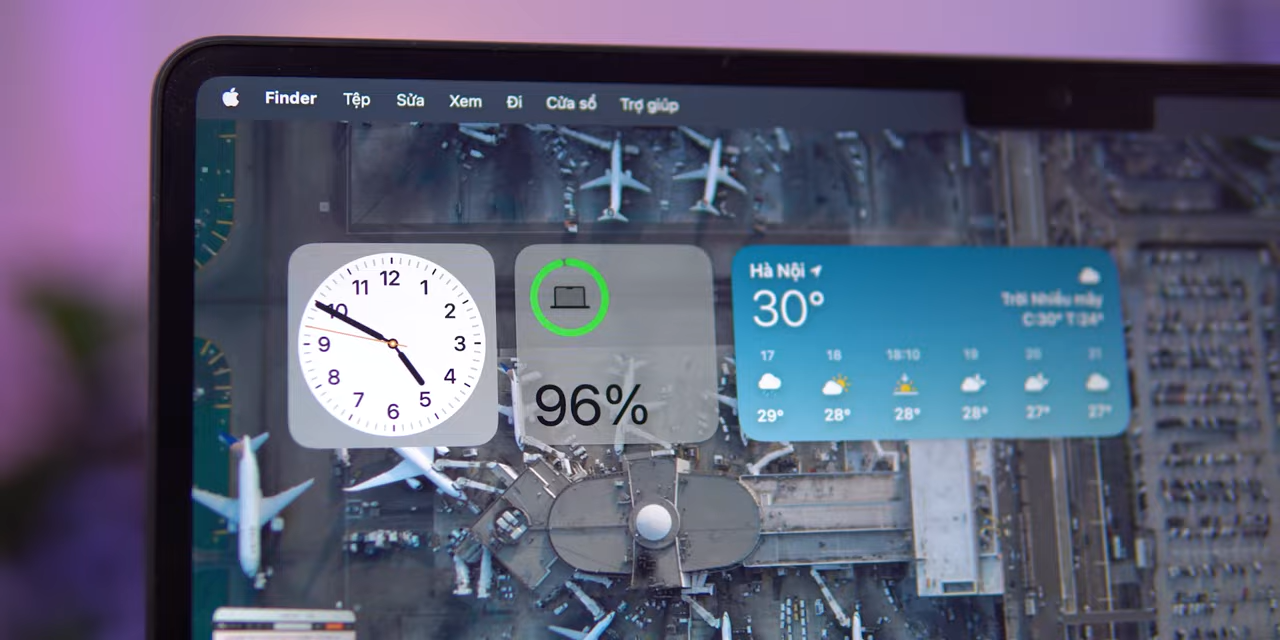 Finder Tệp Sửa Xem Đi Cửa sổ Trợ giúp
12
11 1
10 2
9 3
8 4
7 5
6
96%
Hà Nội
30°
Trời Nhiều mây
C:30° T:24°
17 18 18:10 19 20 21
29° 28° 28° 28° 27° 27°